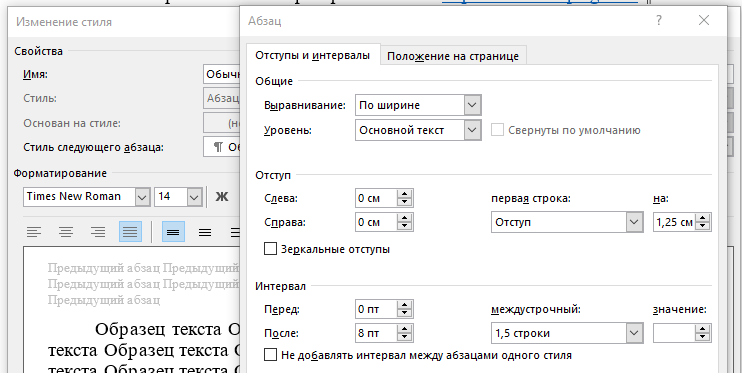 Изменение стиля
Абзац
?
Свойства
Имя:
Обычн
Стиль:
Абзац
Основан на стиле:
(не
Стиль следующего абзаца:
¶ Об
Форматирование
Times New Roman
14
Ж
Предыдущий абзац Предыдущий
Предыдущий абзац Предыдущий
Предыдущий абзац
Образец текста О
текста Образец текста О
текста Образец текста О
Отступы и интервалы
Положение на странице
Общие
Выравнивание:
По ширине
Уровень:
Основной текст
Свернуты по умолчанию
Отступ
Слева:
0 см
первая строка:
на:
Справа:
0 см
Отступ
1,25 см
Зеркальные отступы
Интервал
Перед:
0 пт
междустрочный:
значение:
После:
8 пт
1,5 строки
Не добавлять интервал между абзацами одного стиля